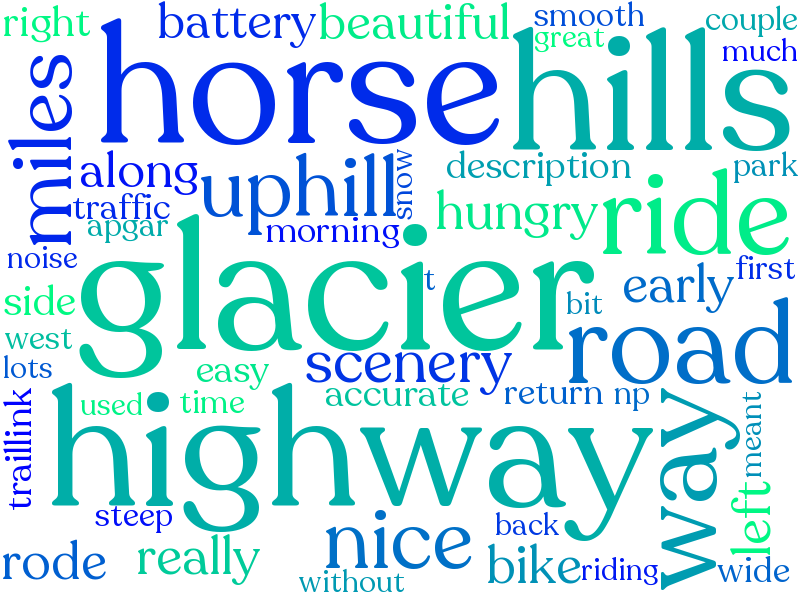 right
battery
beautiful
smooth
great
couple
much
horse
hills
miles
along
uphill
snow
description
park
traffic
apgar
morning
hungry
ride
noise
glacier
t
first
side
bit
early
west
road
lots
easy
scenery
accurate
return
np
used
time
highway
way
meant
traillink
steep
nice
back
left
rode
really
without
bike
riding
wide